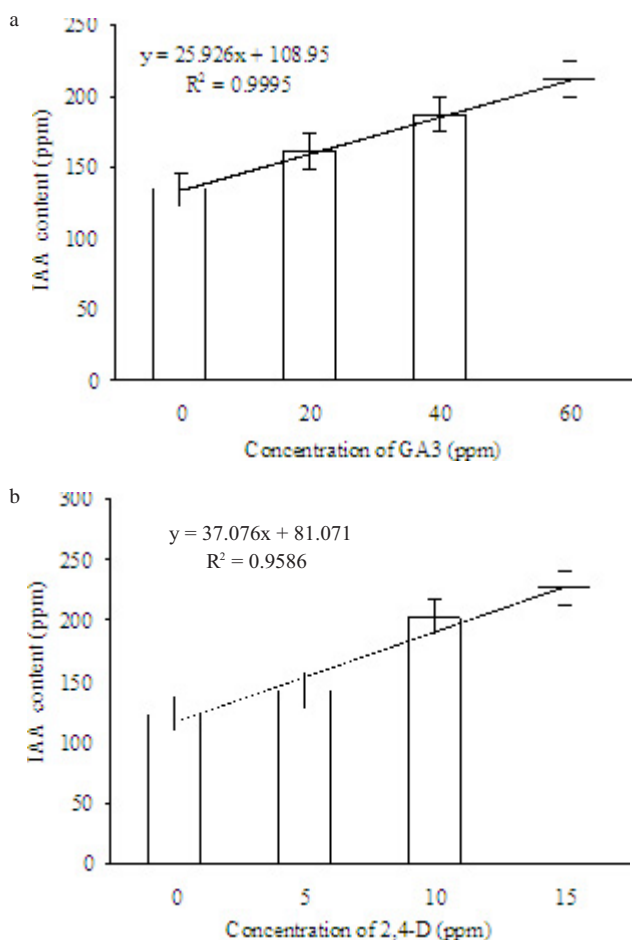 a
250
y = 25.926x + 108.95
R² = 0.9995
200
150
100
50
0
IAA content (ppm)
0 20 40 60
Concentration of GA3 (ppm)
b
300
y = 37.076x + 81.071
R² = 0.9586
250
200
150
100
50
0
IAA content (ppm)
0 5 10 15
Concentration of 2,4-D (ppm)